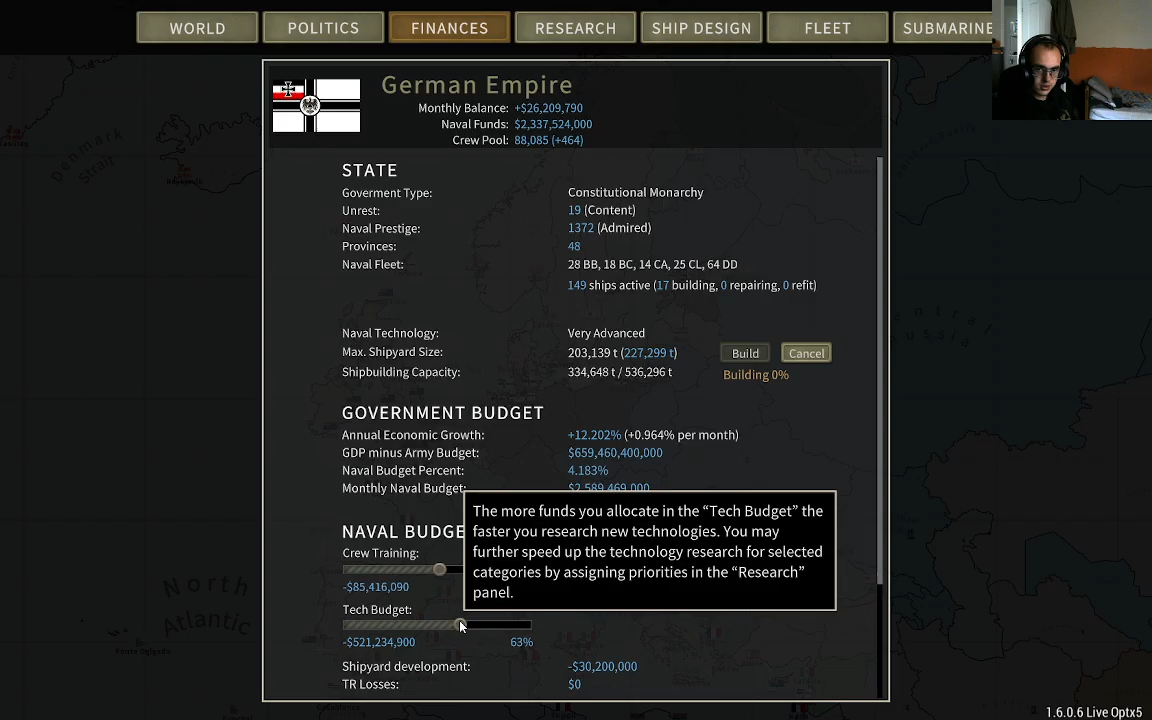 WORLD
POLITICS
FINANCES
RESEARCH
SHIP DESIGN
FLEET
SUBMARINE
German Empire
Monthly Balance: +$26,209,790
Naval Funds: $2,337,524,000
Crew Pool: 88,085 (+464)
STATE
Goverment Type: Constitutional Monarchy
Unrest: 19 (Content)
Naval Prestige: 1372 (Admired)
Provinces: 48
Naval Fleet: 28 BB, 18 BC, 14 CA, 25 CL, 64 DD
149 ships active (17 building, 0 repairing, 0 refit)
Naval Technology: Very Advanced
Max. Shipyard Size: 203,139 t (227,299 t) Build Cancel
Shipbuilding Capacity: 334,648 t / 536,296 t Building 0%
GOVERNMENT BUDGET
Annual Economic Growth: +12.202% (+0.964% per month)
GDP minus Army Budget: $659,460,400,000
Naval Budget Percent: 4.183%
Monthly Naval Budget: $2,589,469,000
NAVAL BUDGE
Crew Training:
-$85,416,090
The more funds you allocate in the “Tech Budget” the
faster you research new technologies. You may
further speed up the technology research for selected
categories by assigning priorities in the “Research”
panel.
Tech Budget:
-$521,234,900 63%
Shipyard development: -$30,200,000
TR Losses: $0
Denmark
Strait
North
Atlantic
1.6.0.6 Live Optx5